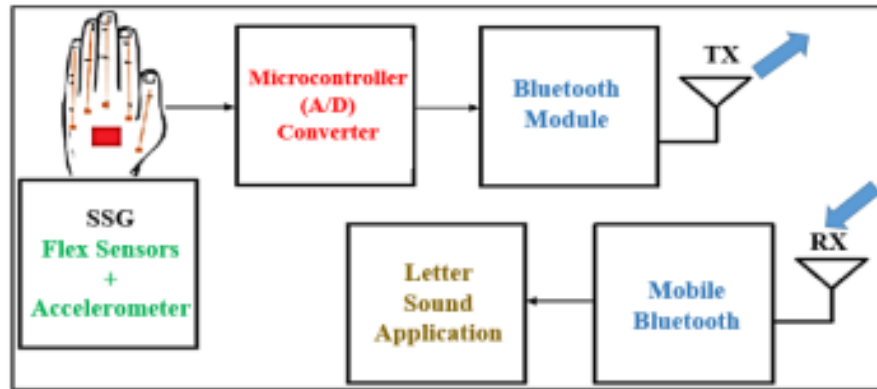 Microcontroller
(A/D)
Converter
Bluetooth
Module
TX
SSG
Flex Sensors
+
Accelerometer
Letter
Sound
Application
Mobile
Bluetooth
RX